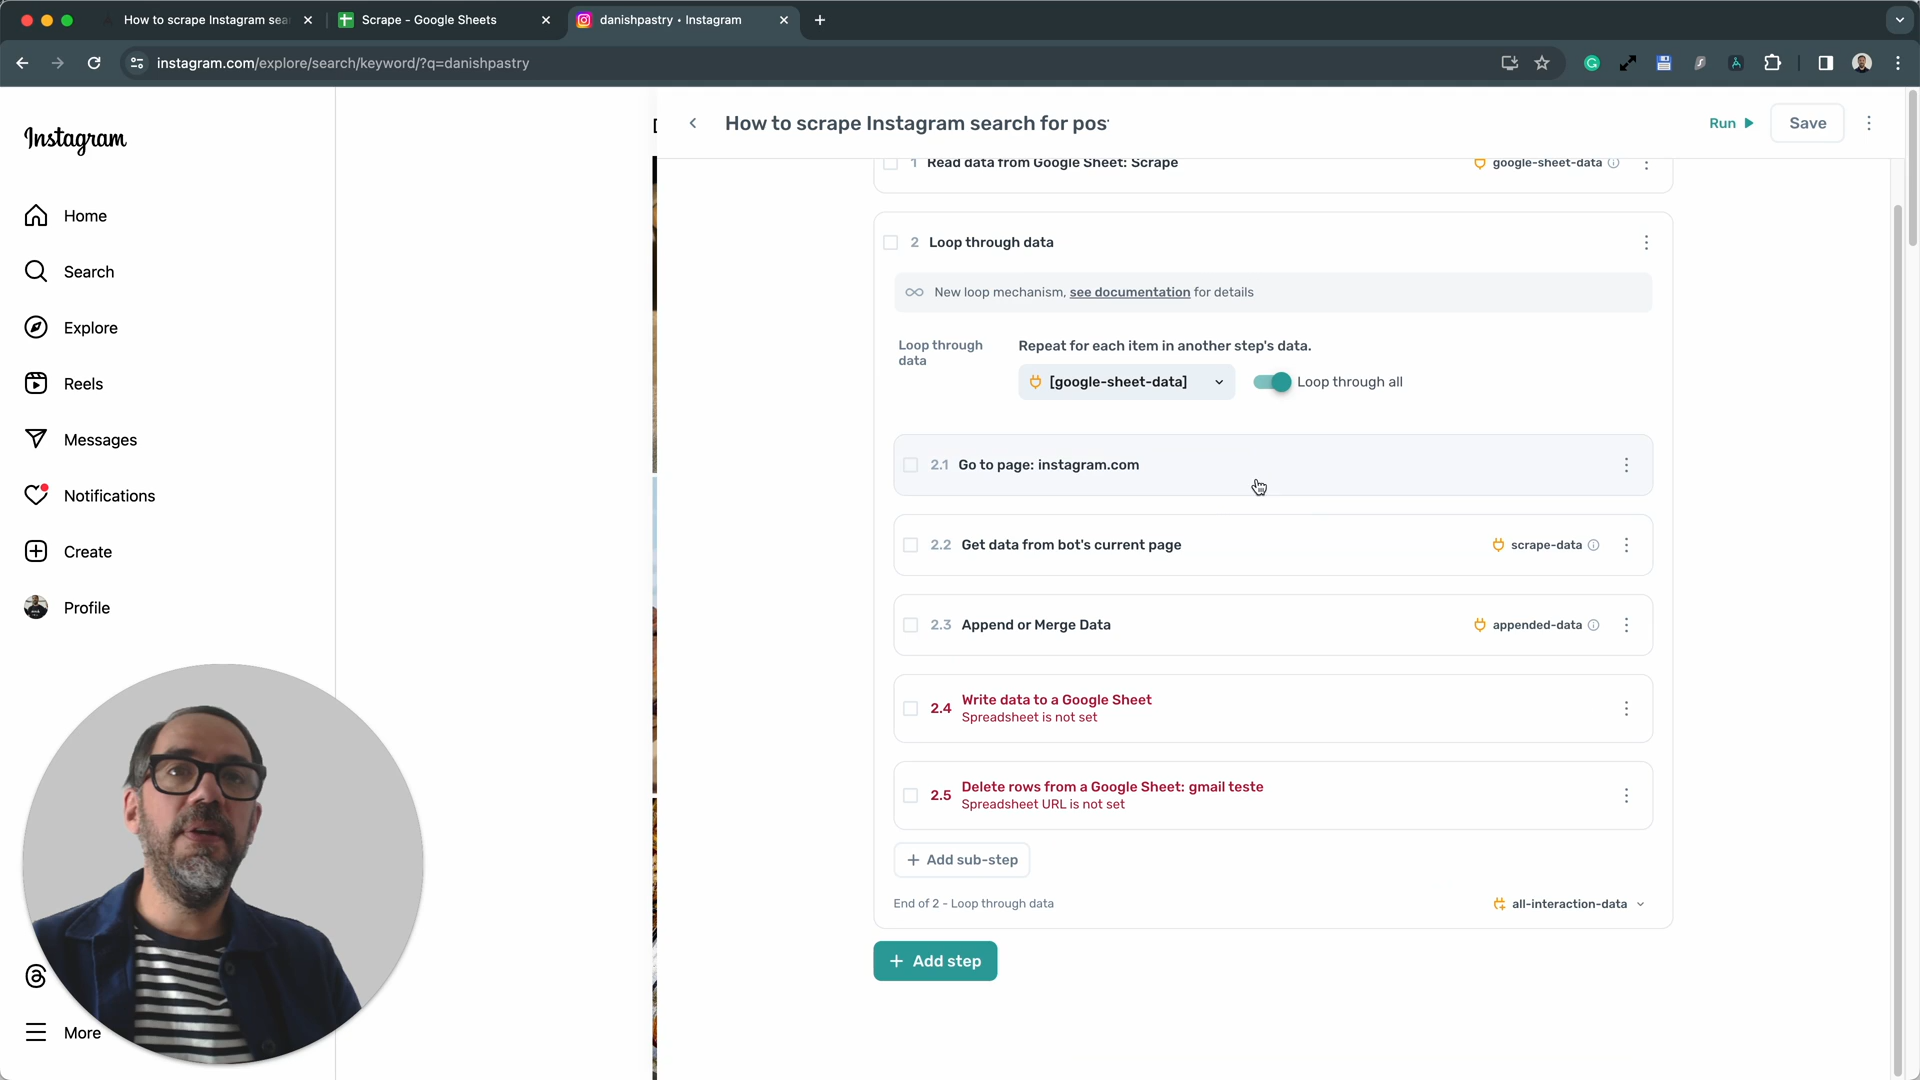 How to scrape Instagram sea
Scrape - Google Sheets
danishpastry • Instagram
instagram.com/explore/search/keyword/?q=danishpastry
Instagram
Home
Search
Explore
Reels
Messages
Notifications
Create
Profile
More
How to scrape Instagram search for pos
Run
Save
1 Read data from Google Sheet: Scrape
google-sheet-data
2 Loop through data
New loop mechanism, see documentation for details
Loop through
data
Repeat for each item in another step's data.
[google-sheet-data]
Loop through all
2.1 Go to page: instagram.com
2.2 Get data from bot's current page
scrape-data
2.3 Append or Merge Data
appended-data
2.4 Write data to a Google Sheet
Spreadsheet is not set
2.5 Delete rows from a Google Sheet: gmail teste
Spreadsheet URL is not set
+ Add sub-step
End of 2 - Loop through data
all-interaction-data
+ Add step